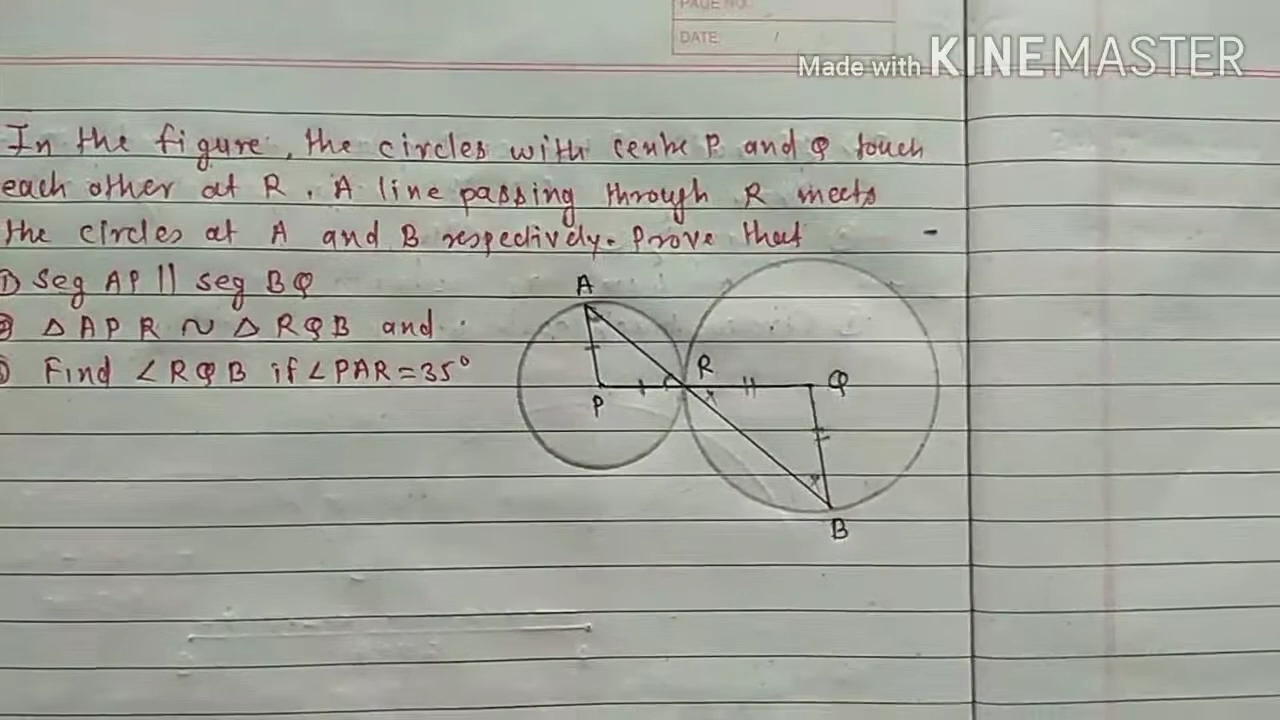 PAGE NO.
DATE: /
Made with KINEMASTER
In the figure, the circles with centre P and Q touch
each other at R. A line passing through R meets
the circles at A and B respectively. Prove that -
① seg AP || seg BQ
② △ APR ~ △ RQB and
③ Find ∠RQB if ∠PAR = 35°
A
R
P
Q
B